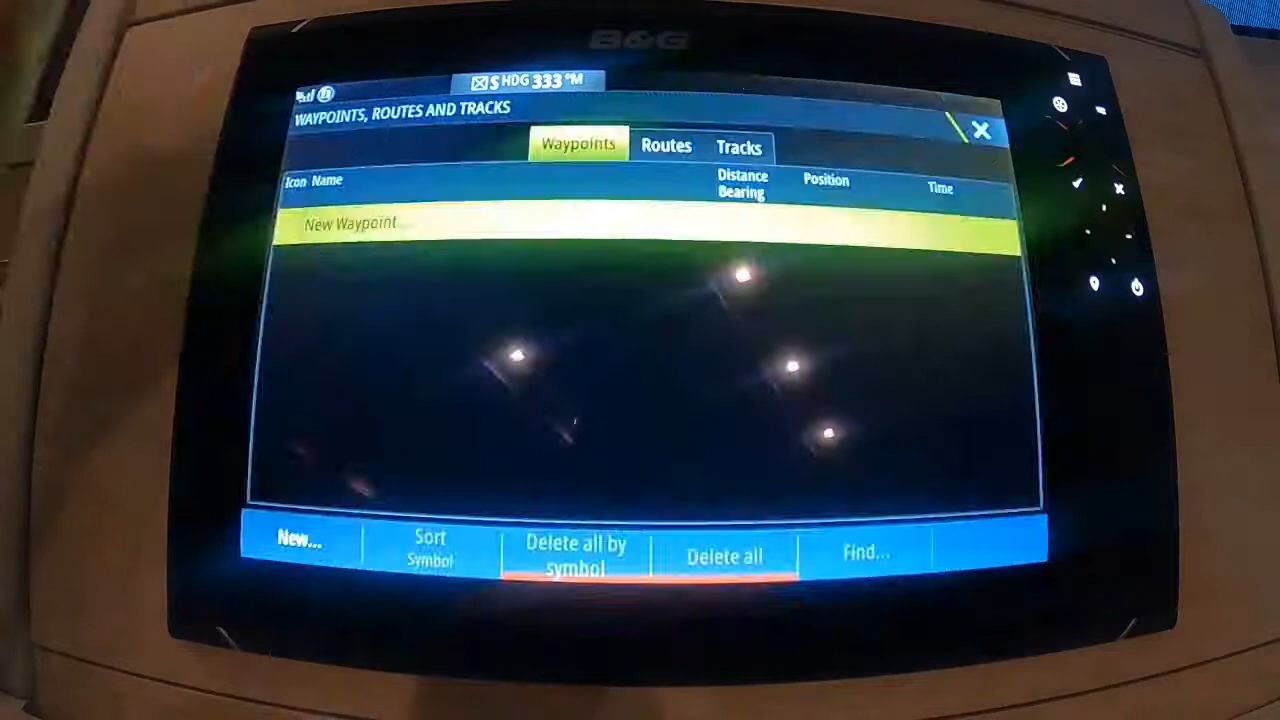 B&G
S HDG 333 °M
WAYPOINTS, ROUTES AND TRACKS
Waypoints Routes Tracks
Icon Name Distance Bearing Position Time
New Waypoint
New... Sort Symbol Delete all by symbol Delete all Find...